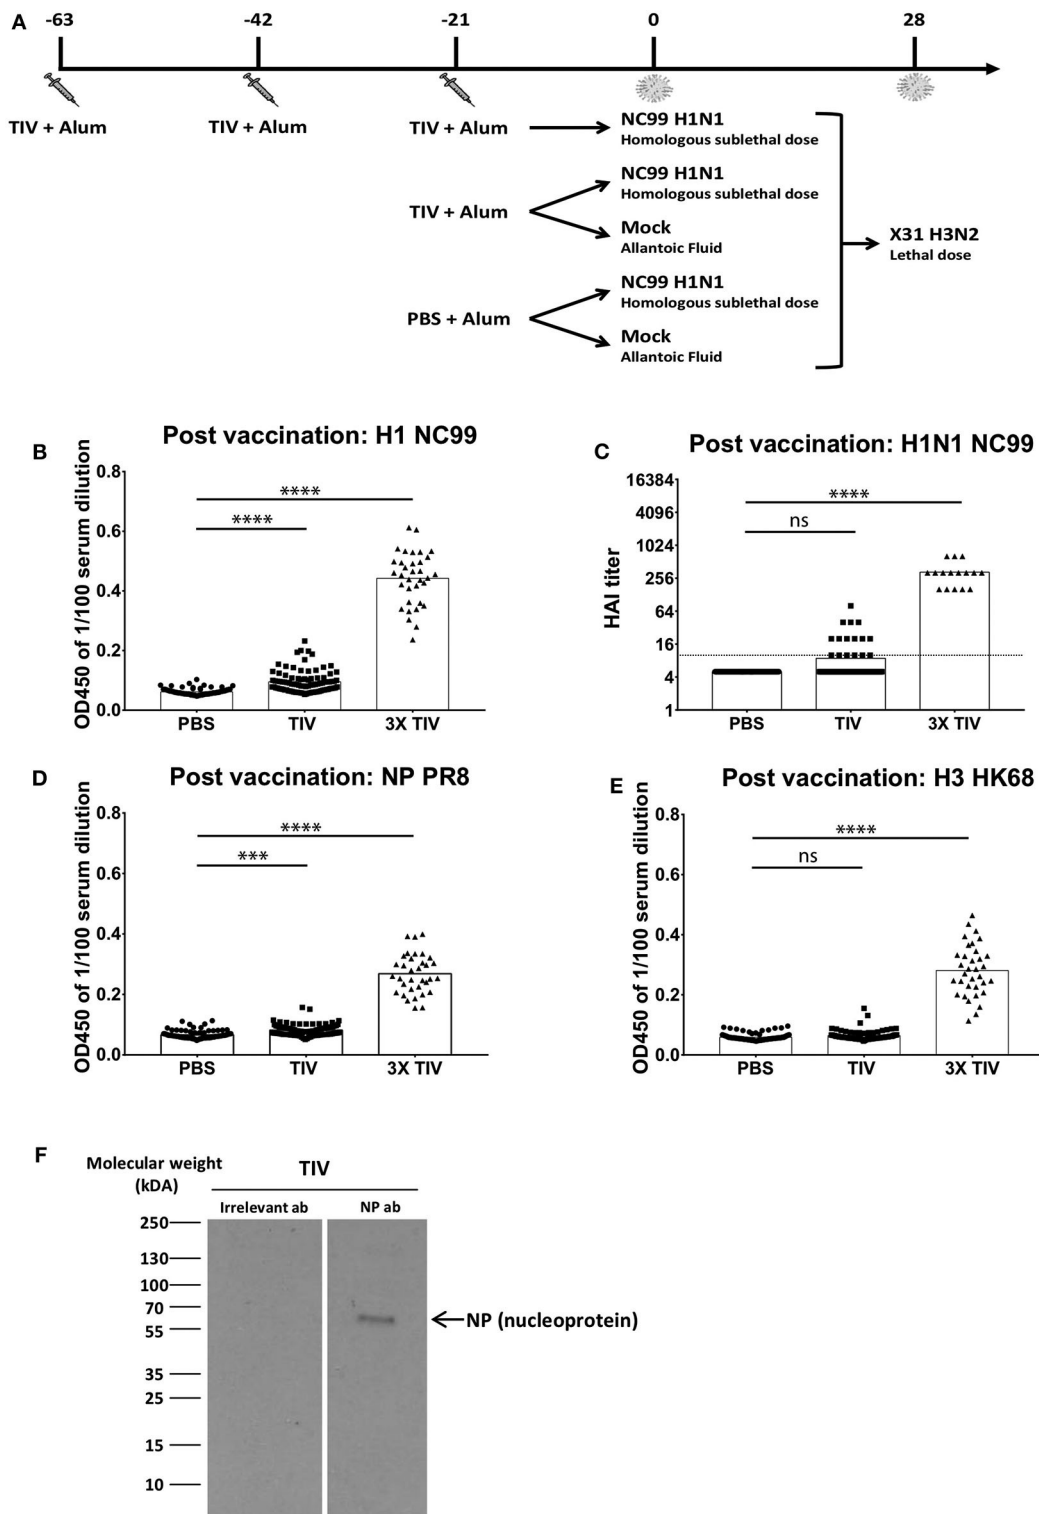 A
-63 -42 -21 0 28
TIV + Alum TIV + Alum TIV + Alum NC99 H1N1
Homologous sublethal dose
NC99 H1N1
Homologous sublethal dose
TIV + Alum
Mock
Allantoic Fluid
X31 H3N2
Lethal dose
NC99 H1N1
Homologous sublethal dose
PBS + Alum
Mock
Allantoic Fluid
B
Post vaccination: H1 NC99
OD450 of 1/100 serum dilution
0.8
0.6
0.4
0.2
0.0
****
****
PBS TIV 3X TIV
C
Post vaccination: H1N1 NC99
HAI titer
16384
4096
1024
256
64
16
4
1
****
ns
PBS TIV 3X TIV
D
Post vaccination: NP PR8
OD450 of 1/100 serum dilution
0.8
0.6
0.4
0.2
0.0
****
***
PBS TIV 3X TIV
E
Post vaccination: H3 HK68
OD450 of 1/100 serum dilution
0.8
0.6
0.4
0.2
0.0
****
ns
PBS TIV 3X TIV
F
Molecular weight
(kDA)
TIV
Irrelevant ab NP ab
250
130
100
70
55
35
25
15
10
NP (nucleoprotein)